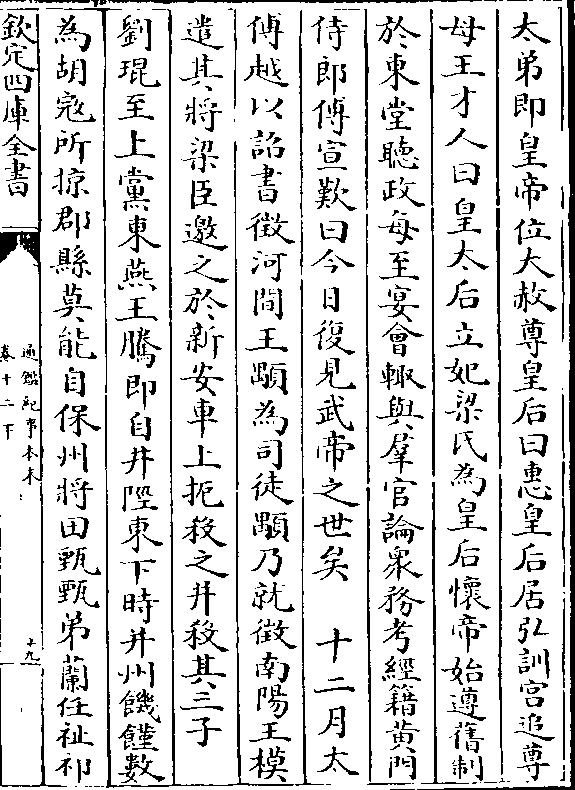 太弟即皇帝位大赦尊皇后曰惠皇后居弘訓宫追尊
母王才人曰皇太后立妃梁氏為皇后懐帝始遵舊制
於東堂聽政每至宴會輙與羣官論衆務考經籍黄門
侍郎傅宣歎曰今日復見武帝之世矣 十二月太
傅越以詔書徴河間王顒為司徒顒乃就徴南陽王模
遣其將梁臣邀之於新安車上扼殺之并殺其三子
劉琨至上黨東燕王騰即自井陘東下時并州饑饉數
為胡冦所掠郡縣莫能自保州將田甄甄弟蘭任祉祁
欽定四庫全書
通鑑紀事本末
卷十二下
十九